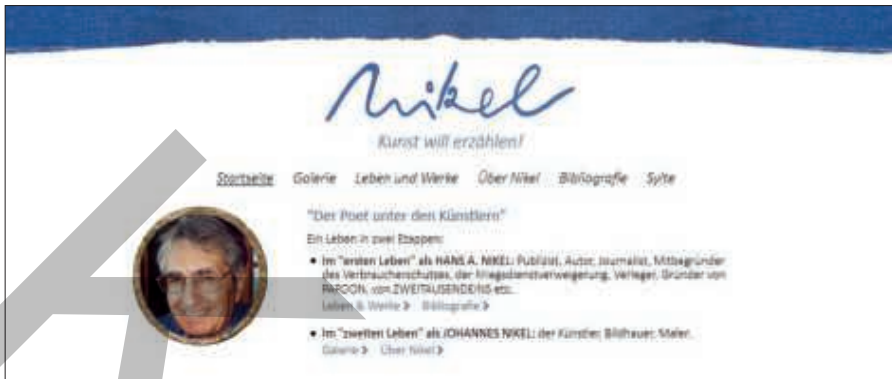 Nikel
Kunst will erzählen!
Startseite Galerie Leben und Werke Über Nikel Bibliografie Sylte
"Der Poet unter den Künstlern"
Ein Leben in zwei Etappen:
• Im "ersten Leben" als HANS A. NIKEL: Publizist, Autor, Journalist, Mitbegründer
des Verbraucherschutzes, der Kriegsdienstverweigerung, Verleger, Gründer von
PARDON, von ZWEITAUSENDEINS etc.
Leben & Werke > Bibliografie >
• Im "zweiten Leben" als JOHANNES NIKEL: der Künstler, Bildhauer, Maler.
Galerie > Über Nikel >